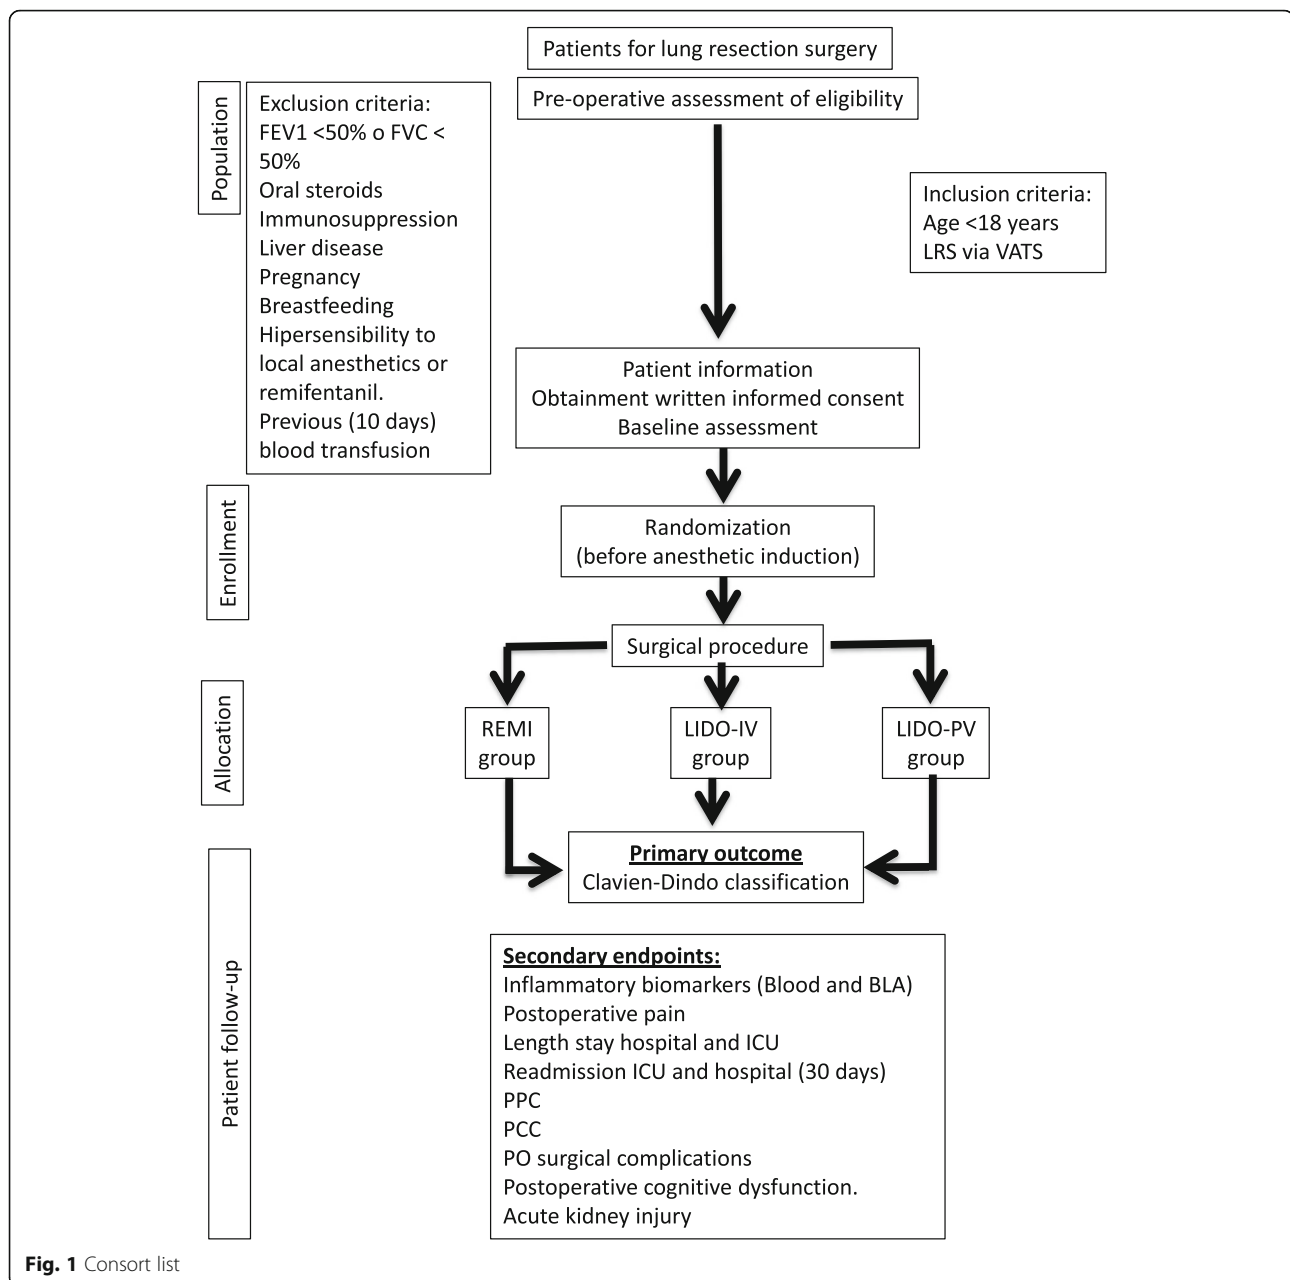 Patients for lung resection surgery
Pre-operative assessment of eligibility
Population
Exclusion criteria:
FEV1 <50% o FVC <
50%
Oral steroids
Immunosuppression
Liver disease
Pregnancy
Breastfeeding
Hipersensibility to
local anesthetics or
remifentanil.
Previous (10 days)
blood transfusion
Inclusion criteria:
Age <18 years
LRS via VATS
Patient information
Obtainment written informed consent
Baseline assessment
Enrollment
Randomization
(before anesthetic induction)
Surgical procedure
Allocation
REMI
group
LIDO-IV
group
LIDO-PV
group
Patient follow-up
Primary outcome
Clavien-Dindo classification
Secondary endpoints:
Inflammatory biomarkers (Blood and BLA)
Postoperative pain
Length stay hospital and ICU
Readmission ICU and hospital (30 days)
PPC
PCC
PO surgical complications
Postoperative cognitive dysfunction.
Acute kidney injury
Fig. 1 Consort list